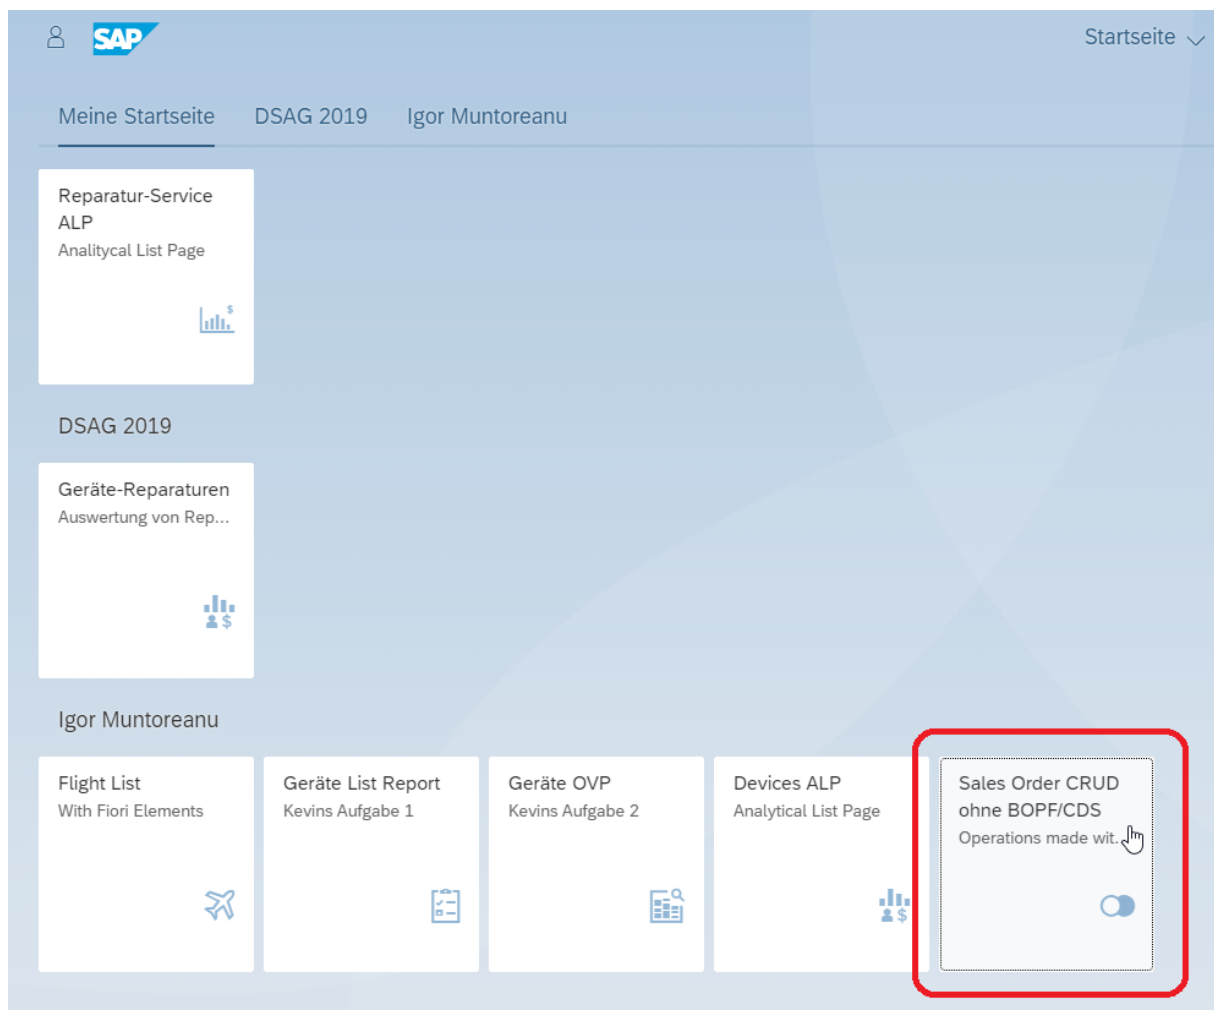 SAP
Startseite
Meine Startseite DSAG 2019 Igor Muntoreanu
Reparatur-Service
ALP
Analitycal List Page
$
DSAG 2019
Geräte-Reparaturen
Auswertung von Rep...
$
Igor Muntoreanu
Flight List
With Fiori Elements
Geräte List Report
Kevins Aufgabe 1
Geräte OVP
Kevins Aufgabe 2
Devices ALP
Analytical List Page
$
Sales Order CRUD
ohne BOPF/CDS
Operations made wit..